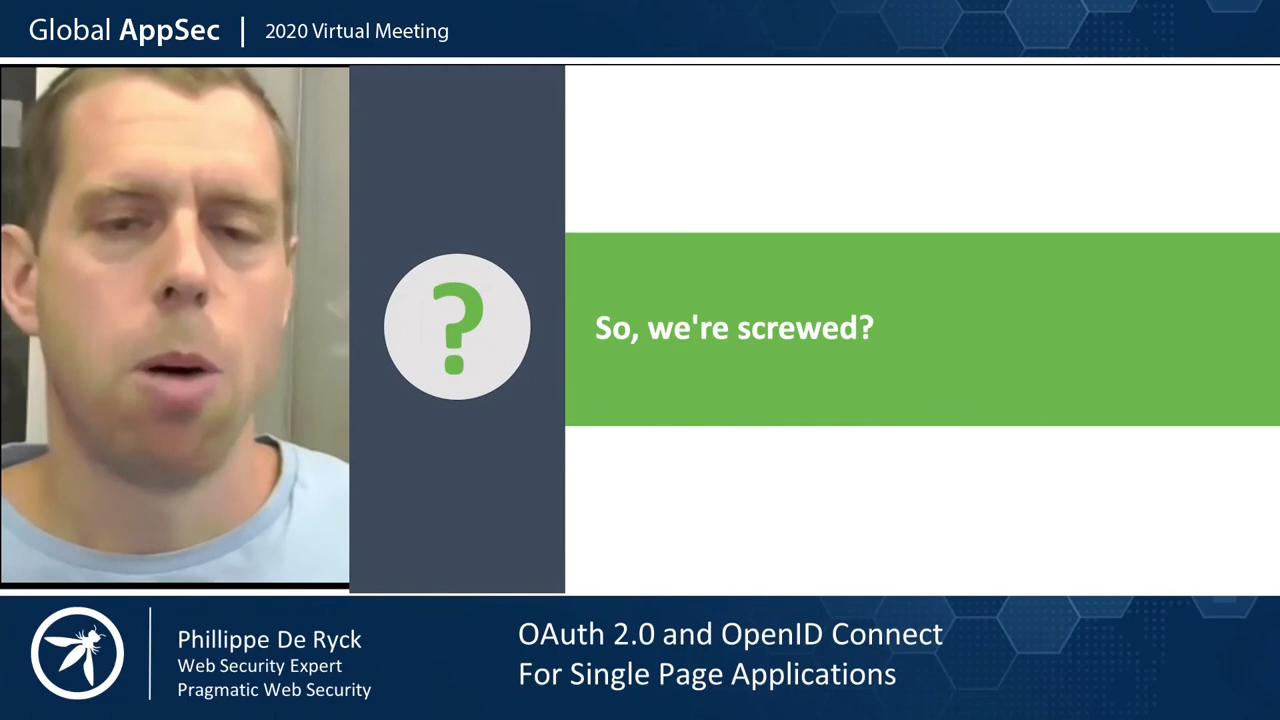 Global AppSec | 2020 Virtual Meeting
?
So, we're screwed?
Phillippe De Ryck
Web Security Expert
Pragmatic Web Security
OAuth 2.0 and OpenID Connect
For Single Page Applications